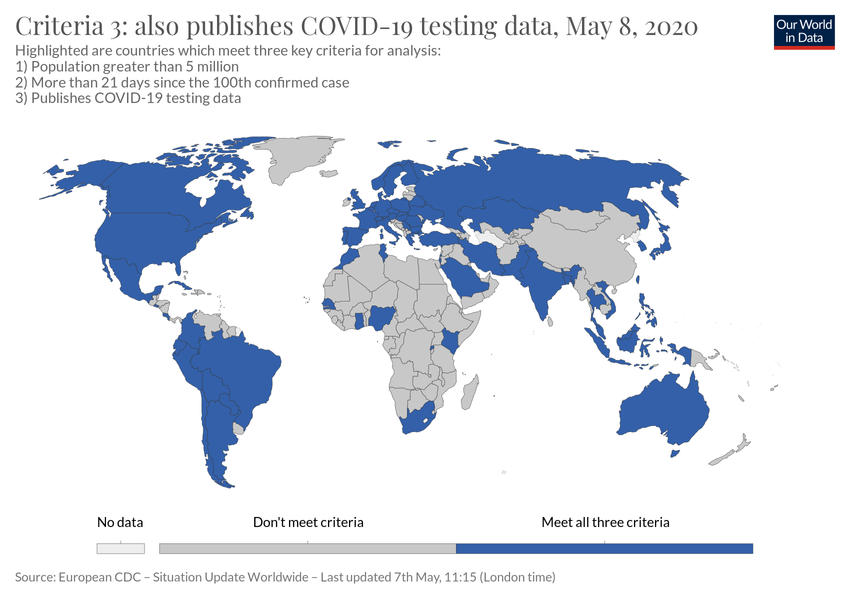 Criteria 3: also publishes COVID-19 testing data, May 8, 2020
Our World
in Data
Highlighted are countries which meet three key criteria for analysis:
1) Population greater than 5 million
2) More than 21 days since the 100th confirmed case
3) Publishes COVID-19 testing data
No data
Don't meet criteria
Meet all three criteria
Source: European CDC – Situation Update Worldwide – Last updated 7th May, 11:15 (London time)